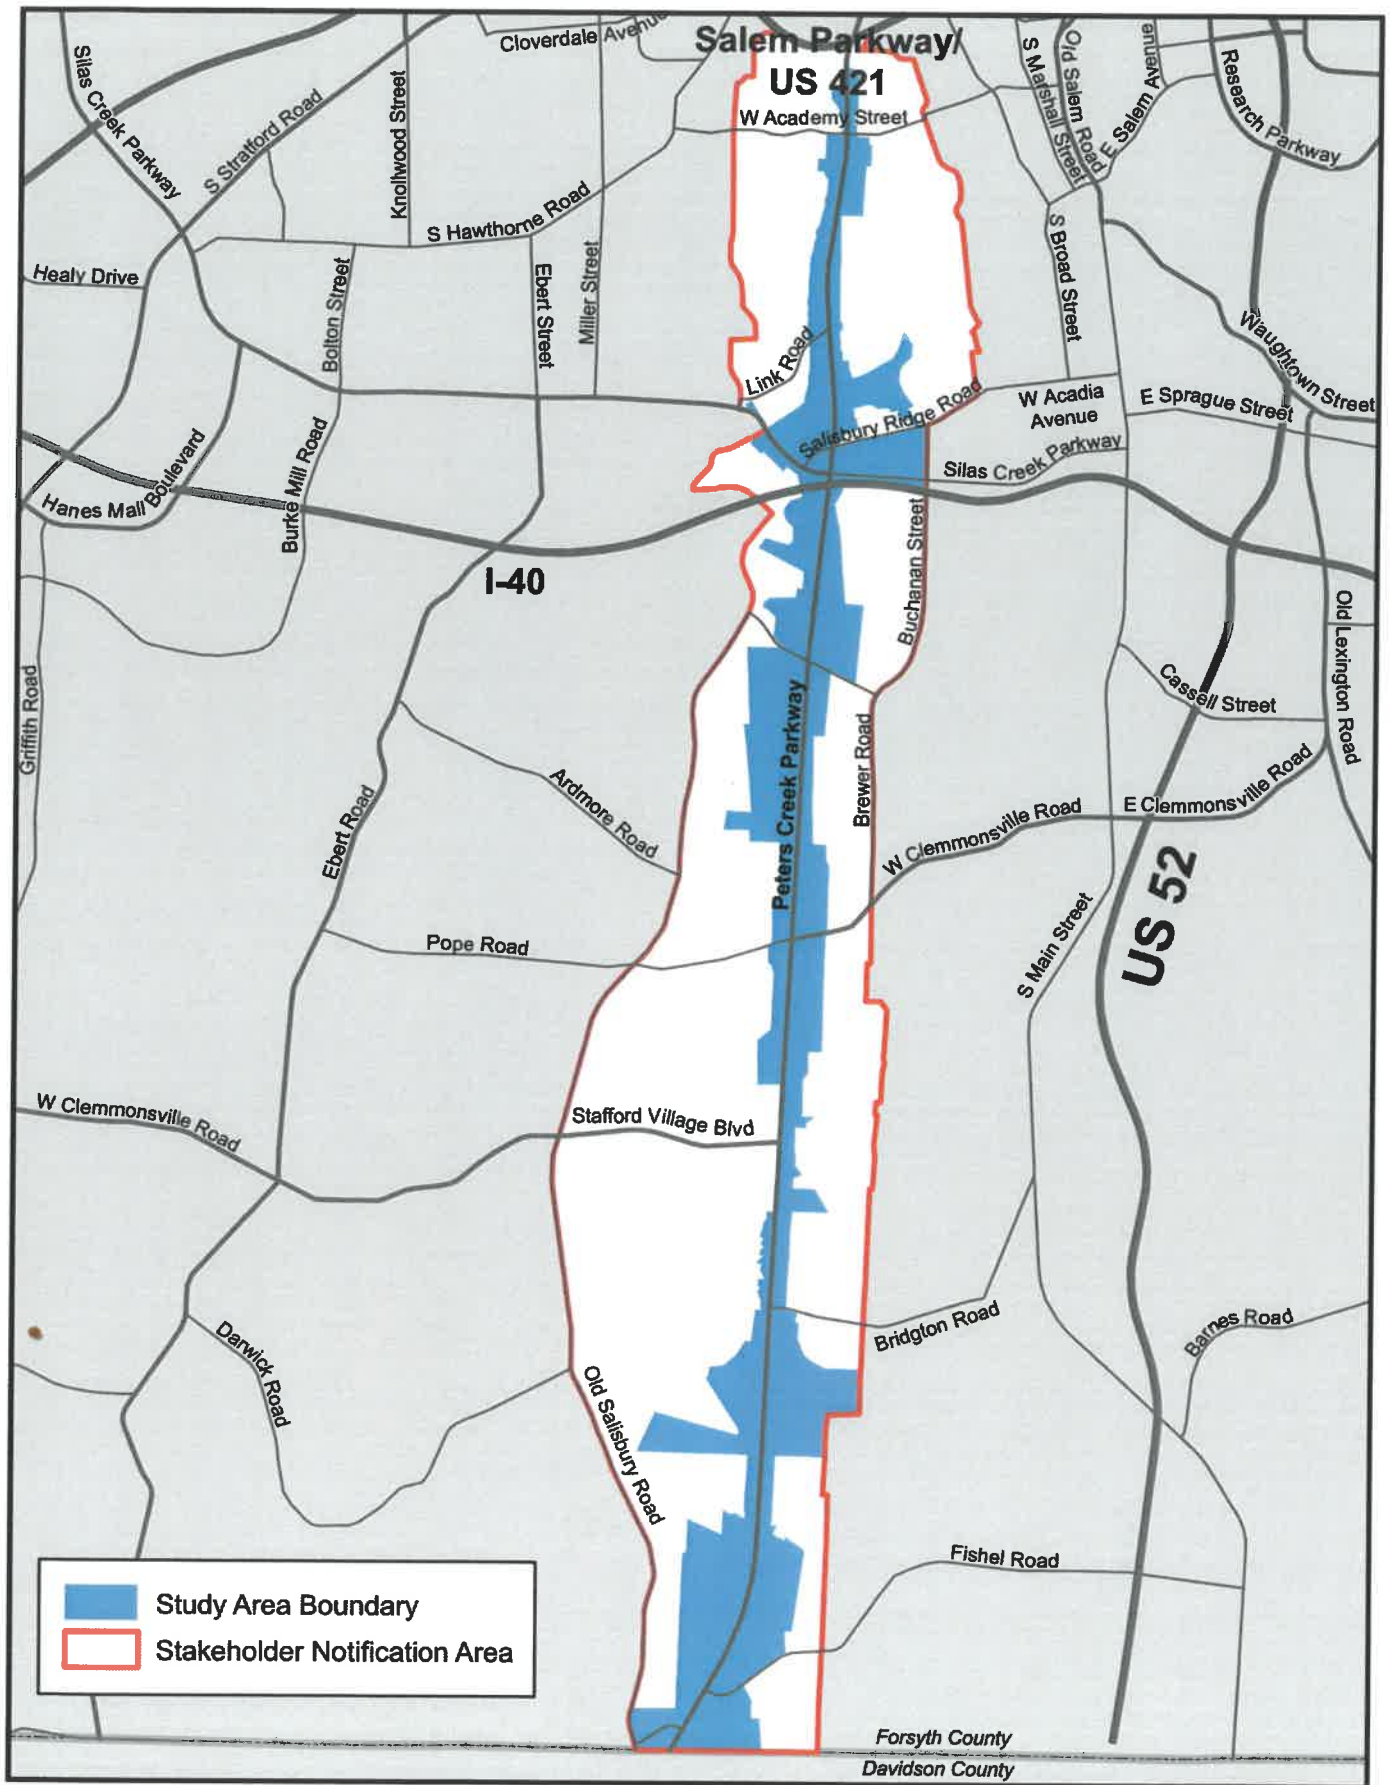 Cloverdale Avenue
Salem Parkway/
US 421
W Academy Street
Silas Creek Parkway
S Stratford Road
Knollwood Street
S Hawthorne Road
Healy Drive
Bolton Street
Ebert Street
Miller Street
S Marshall Street
Old Salem Road
E Salem Avenue
Research Parkway
S Broad Street
Waughtown Street
Link Road
Salisbury Ridge Road
W Acadia
Avenue
E Sprague Street
Silas Creek Parkway
Hanes Mall Boulevard
Burke Mill Road
I-40
Buchanan Street
Old Lexington Road
Cassell Street
Griffith Road
Peters Creek Parkway
Brewer Road
Ardmore Road
Ebert Road
W Clemmonsville Road
E Clemmonsville Road
US 52
Pope Road
S Main Street
W Clemmonsville Road
Stafford Village Blvd
Bridgton Road
Barnes Road
Darwick Road
Old Salisbury Road
Fishel Road
Study Area Boundary
Stakeholder Notification Area
Forsyth County
Davidson County